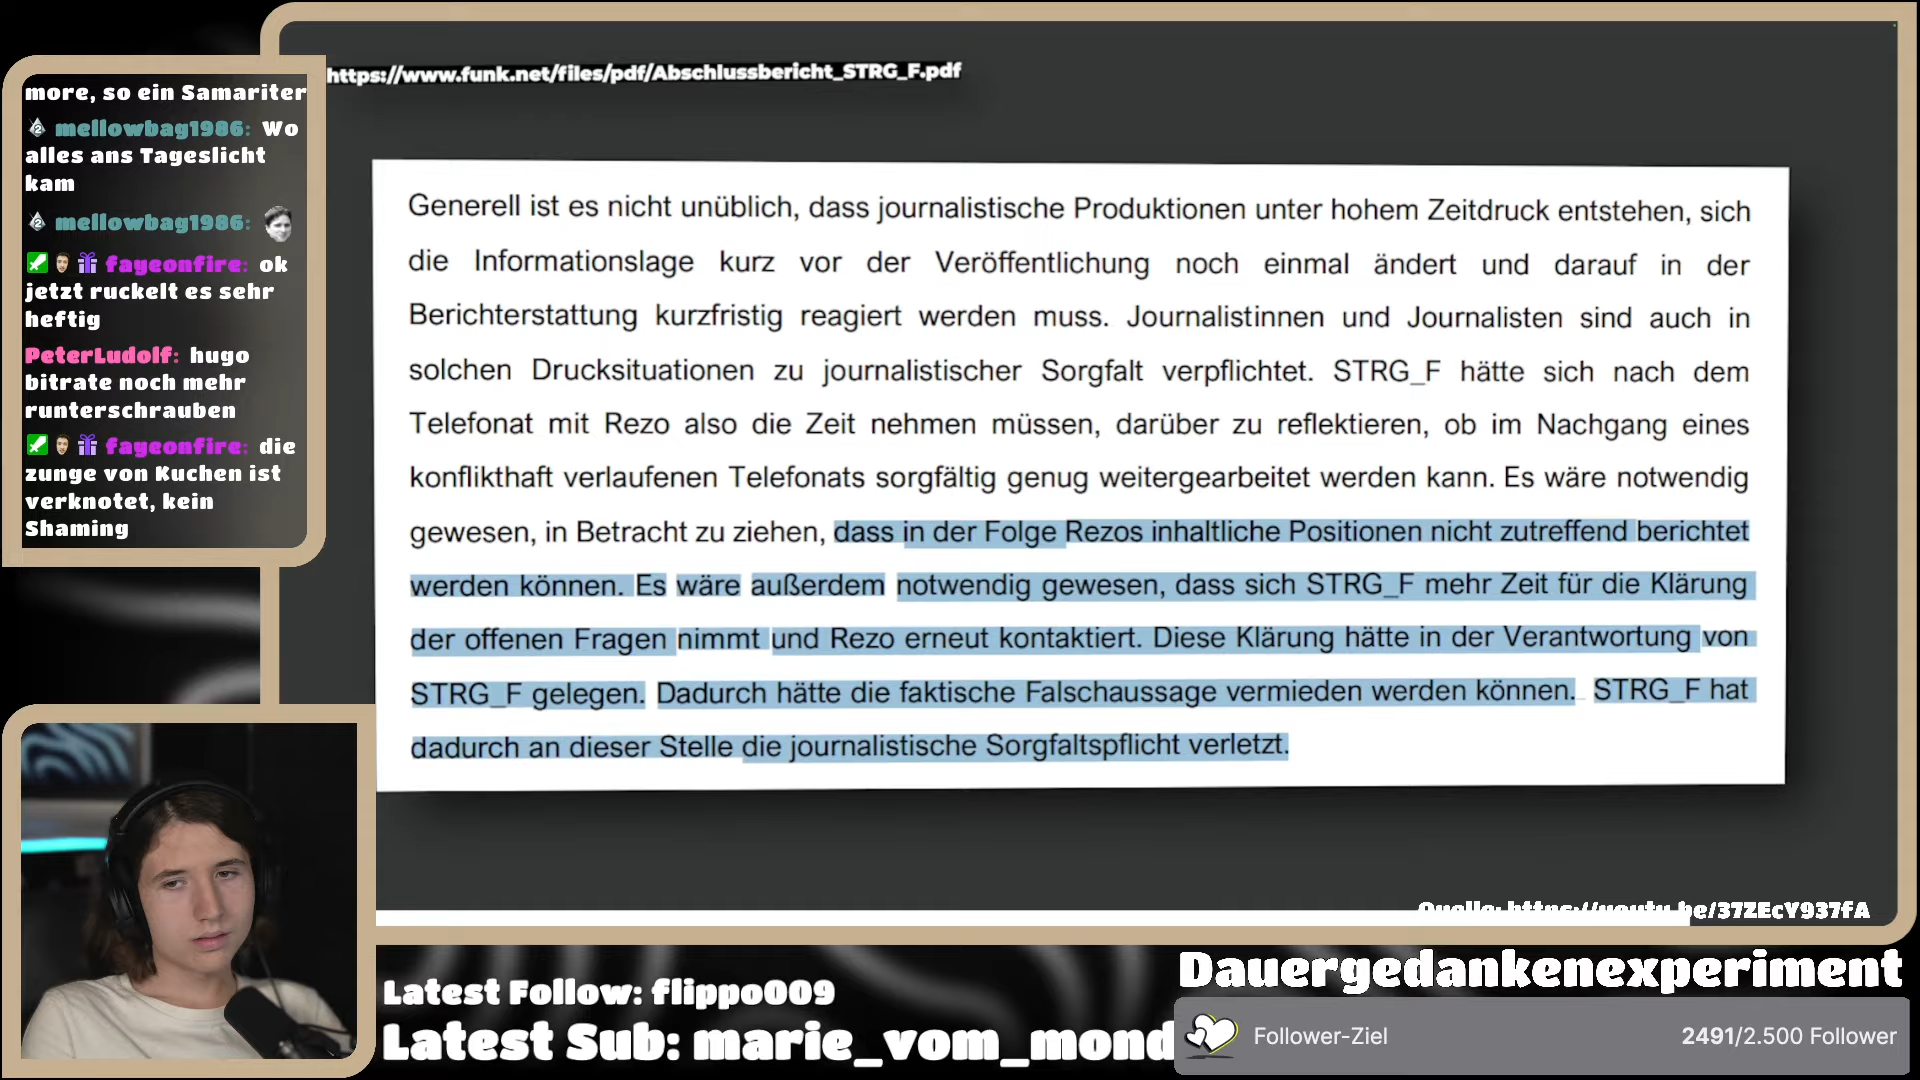 https://www.funk.net/files/pdf/Abschlussbericht_STRG_F.pdf
more, so ein Samariter
mellowbag1986: Wo
alles ans Tageslicht
kam
mellowbag1986:
fayeonfire: ok
jetzt ruckelt es sehr
heftig
PeterLudolf: hugo
bitrate noch mehr
runterschrauben
fayeonfire: die
zunge von Kuchen ist
verknotet, kein
Shaming
Generell ist es nicht unüblich, dass journalistische Produktionen unter hohem Zeitdruck entstehen, sich
die Informationslage kurz vor der Veröffentlichung noch einmal ändert und darauf in der
Berichterstattung kurzfristig reagiert werden muss. Journalistinnen und Journalisten sind auch in
solchen Drucksituationen zu journalistischer Sorgfalt verpflichtet. STRG_F hätte sich nach dem
Telefonat mit Rezo also die Zeit nehmen müssen, darüber zu reflektieren, ob im Nachgang eines
konflikthaft verlaufenen Telefonats sorgfältig genug weitergearbeitet werden kann. Es wäre notwendig
gewesen, in Betracht zu ziehen, dass in der Folge Rezos inhaltliche Positionen nicht zutreffend berichtet
werden können. Es wäre außerdem notwendig gewesen, dass sich STRG_F mehr Zeit für die Klärung
der offenen Fragen nimmt und Rezo erneut kontaktiert. Diese Klärung hätte in der Verantwortung von
STRG_F gelegen. Dadurch hätte die faktische Falschaussage vermieden werden können. STRG_F hat
dadurch an dieser Stelle die journalistische Sorgfaltspflicht verletzt.
Quelle: https://youtu.be/37ZEcY937fA
Latest Follow: flippo009
Latest Sub: marie_vom_mond
Dauergedankenexperiment
Follower-Ziel
2491/2.500 Follower